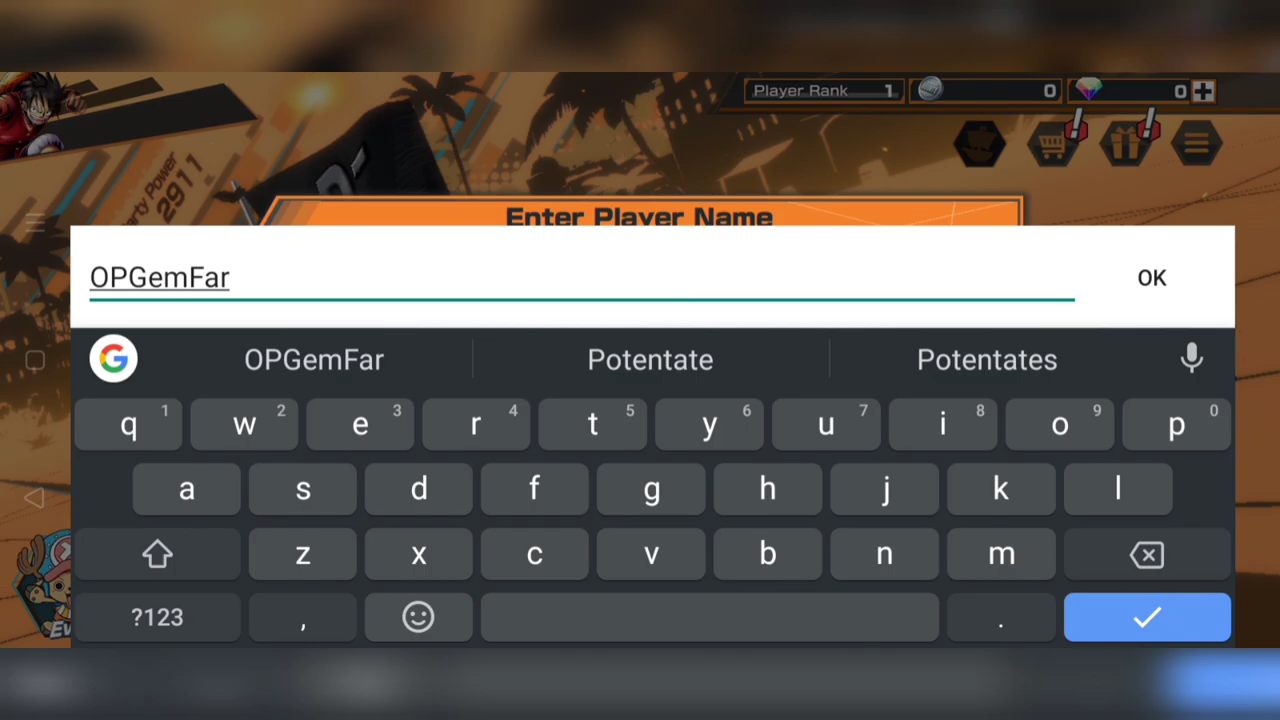 Player Rank 1 0 0
Party Power
2911
Enter Player Name
OPGemFar
OK
OPGemFar Potentate Potentates
q 1 w 2 e 3 r 4 t 5 y 6 u 7 i 8 o 9 p 0
a s d f g h j k l
z x c v b n m
?123 , .